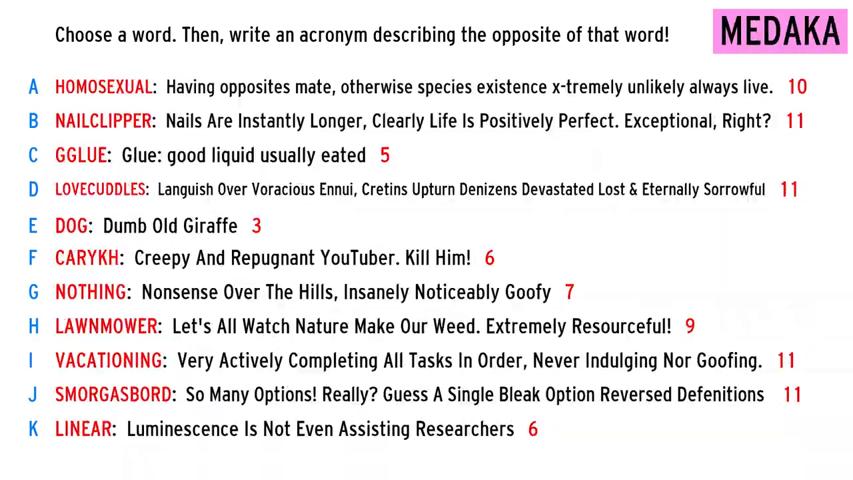 Choose a word. Then, write an acronym describing the opposite of that word!
MEDAKA
A HOMOSEXUAL: Having opposites mate, otherwise species existence x-tremely unlikely always live. 10
B NAILCLIPPER: Nails Are Instantly Longer, Clearly Life Is Positively Perfect. Exceptional, Right? 11
C GGLUE: Glue: good liquid usually eated 5
D LOVECUDDLES: Languish Over Voracious Ennui, Cretins Upturn Denizens Devastated Lost & Eternally Sorrowful 11
E DOG: Dumb Old Giraffe 3
F CARYKH: Creepy And Repugnant YouTuber. Kill Him! 6
G NOTHING: Nonsense Over The Hills, Insanely Noticeably Goofy 7
H LAWNMOWER: Let's All Watch Nature Make Our Weed. Extremely Resourceful! 9
I VACATIONING: Very Actively Completing All Tasks In Order, Never Indulging Nor Goofing. 11
J SMORGASBORD: So Many Options! Really? Guess A Single Bleak Option Reversed Defenitions 11
K LINEAR: Luminescence Is Not Even Assisting Researchers 6